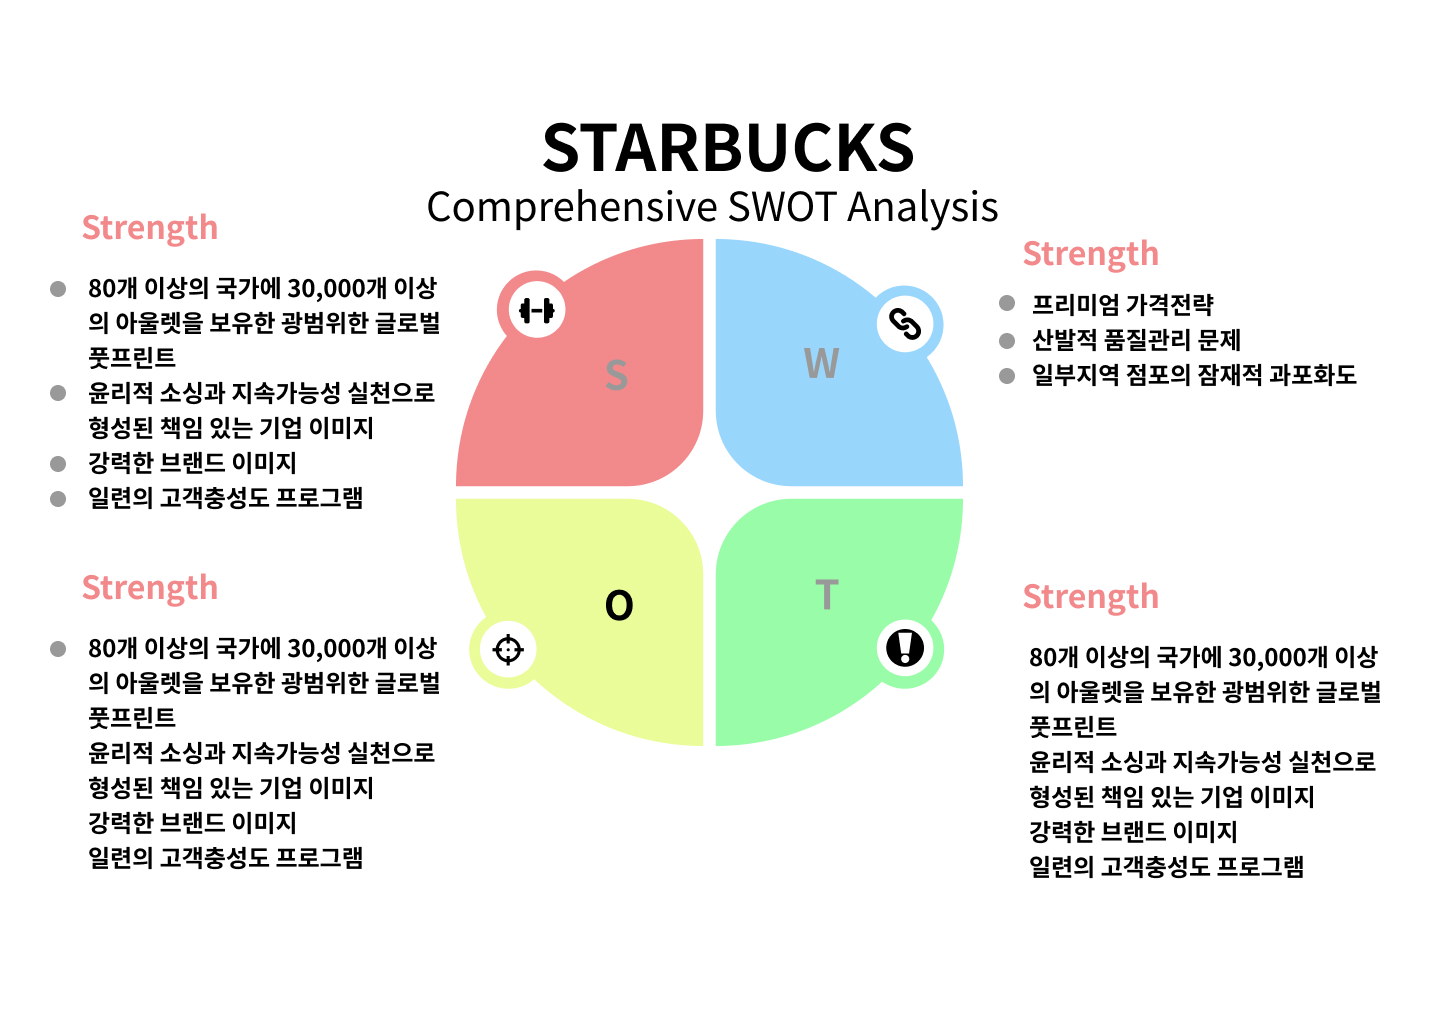 STARBUCKS
Comprehensive SWOT Analysis
Strength
80개 이상의 국가에 30,000개 이상
의 아울렛을 보유한 광범위한 글로벌
풋프린트
윤리적 소싱과 지속가능성 실천으로
형성된 책임 있는 기업 이미지
강력한 브랜드 이미지
일련의 고객충성도 프로그램
S
W
Strength
프리미엄 가격전략
산발적 품질관리 문제
일부지역 점포의 잠재적 과포화도
Strength
80개 이상의 국가에 30,000개 이상
의 아울렛을 보유한 광범위한 글로벌
풋프린트
윤리적 소싱과 지속가능성 실천으로
형성된 책임 있는 기업 이미지
강력한 브랜드 이미지
일련의 고객충성도 프로그램
O
T
Strength
80개 이상의 국가에 30,000개 이상
의 아울렛을 보유한 광범위한 글로벌
풋프린트
윤리적 소싱과 지속가능성 실천으로
형성된 책임 있는 기업 이미지
강력한 브랜드 이미지
일련의 고객충성도 프로그램